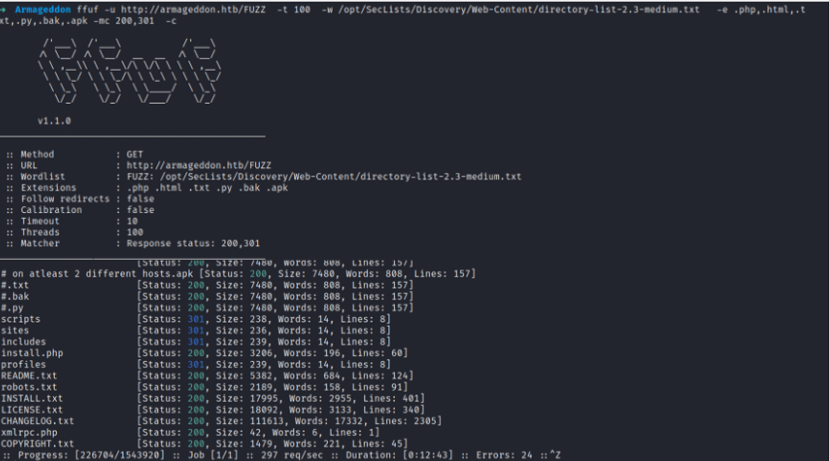 → Armageddon ffuf -u http://armageddon.htb/FUZZ -t 100 -w /opt/SecLists/Discovery/Web-Content/directory-list-2.3-medium.txt -e .php,.html,.t
xt,.py,.bak,.apk -mc 200,301 -c
v1.1.0
:: Method : GET
:: URL : http://armageddon.htb/FUZZ
:: Wordlist : FUZZ: /opt/SecLists/Discovery/Web-Content/directory-list-2.3-medium.txt
:: Extensions : .php .html .txt .py .bak .apk
:: Follow redirects : false
:: Calibration : false
:: Timeout : 10
:: Threads : 100
:: Matcher : Response status: 200,301
[Status: 200, Size: 7480, Words: 808, Lines: 157]
# on atleast 2 different hosts.apk [Status: 200, Size: 7480, Words: 808, Lines: 157]
#.txt [Status: 200, Size: 7480, Words: 808, Lines: 157]
#.bak [Status: 200, Size: 7480, Words: 808, Lines: 157]
#.py [Status: 200, Size: 7480, Words: 808, Lines: 157]
scripts [Status: 301, Size: 238, Words: 14, Lines: 8]
sites [Status: 301, Size: 236, Words: 14, Lines: 8]
includes [Status: 301, Size: 239, Words: 14, Lines: 8]
install.php [Status: 200, Size: 3206, Words: 196, Lines: 60]
profiles [Status: 301, Size: 239, Words: 14, Lines: 8]
README.txt [Status: 200, Size: 5382, Words: 684, Lines: 124]
robots.txt [Status: 200, Size: 2189, Words: 158, Lines: 91]
INSTALL.txt [Status: 200, Size: 17995, Words: 2955, Lines: 401]
LICENSE.txt [Status: 200, Size: 18092, Words: 3133, Lines: 340]
CHANGELOG.txt [Status: 200, Size: 111613, Words: 17332, Lines: 2305]
xmlrpc.php [Status: 200, Size: 42, Words: 6, Lines: 1]
COPYRIGHT.txt [Status: 200, Size: 1479, Words: 221, Lines: 45]
:: Progress: [226704/1543920] :: Job [1/1] :: 297 req/sec :: Duration: [0:12:43] :: Errors: 24 ::^Z